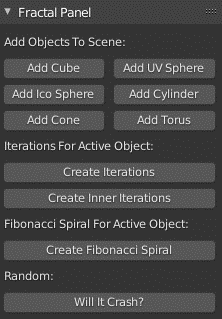 Fractal Panel
Add Objects To Scene:
Add Cube Add UV Sphere
Add Ico Sphere Add Cylinder
Add Cone Add Torus
Iterations For Active Object:
Create Iterations
Create Inner Iterations
Fibonacci Spiral For Active Object:
Create Fibonacci Spiral
Random:
Will It Crash?